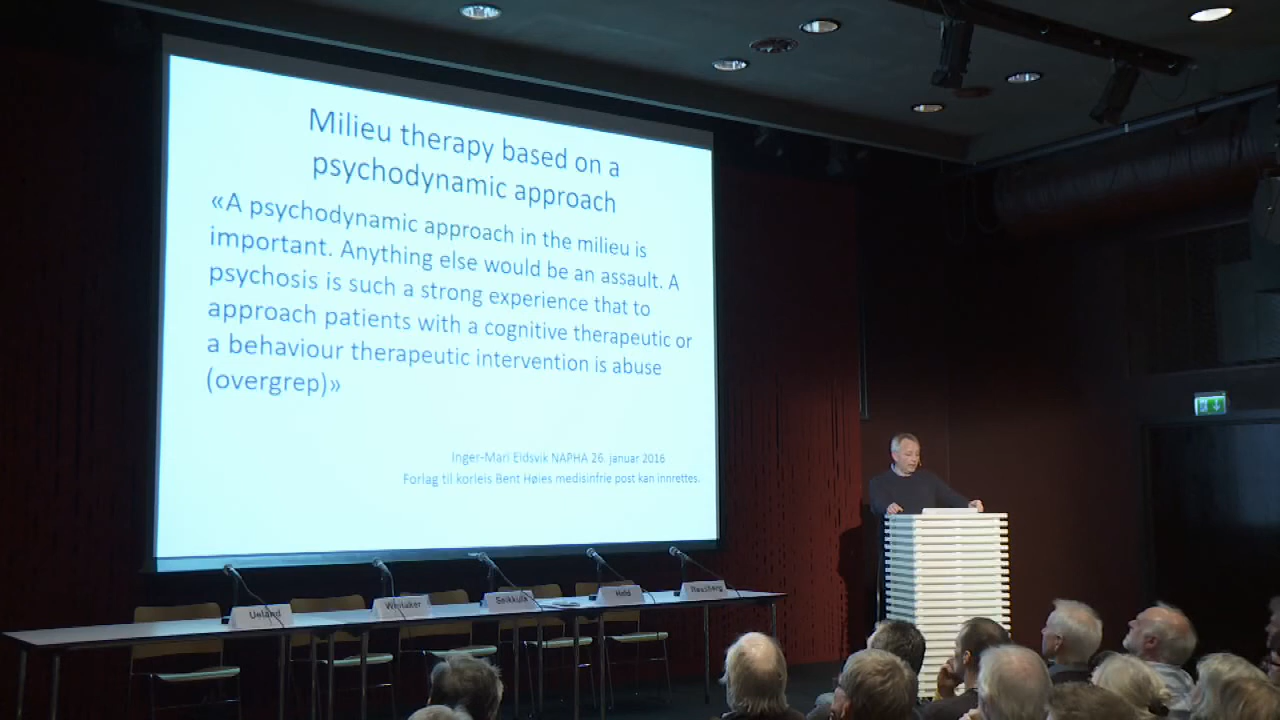 Milieu therapy based on a
psychodynamic approach
«A psychodynamic approach in the milieu is
important. Anything else would be an assault. A
psychosis is such a strong experience that to
approach patients with a cognitive therapeutic or
a behaviour therapeutic intervention is abuse
(overgrep)»
Inger-Mari Eidsvik NAPHA 26. januar 2016
Forlag til korleis Bent Høies medisinfrie post kan innrettes.
Ueland
Whitaker
Seikkula
Hald